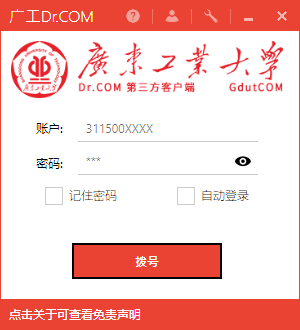 广工Dr.COM
廣東工業大學
Dr.COM 第三方客户端 GdutCOM
账户: 311500XXXX
密码: ***
记住密码 自动登录
拨号
点击关于可查看免责声明